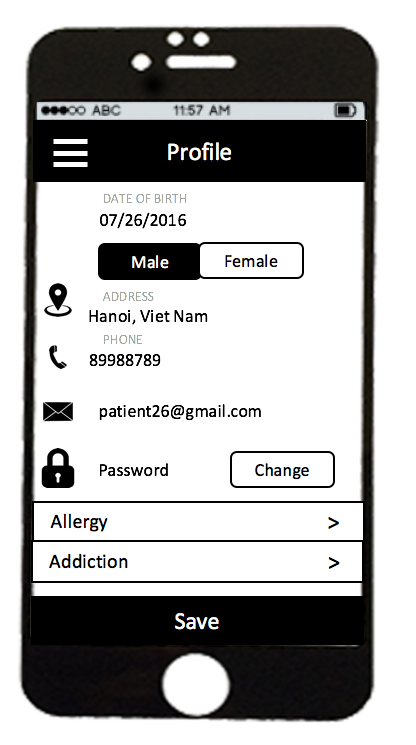 ABC 11:57 AM
Profile
DATE OF BIRTH
07/26/2016
Male Female
ADDRESS
Hanoi, Viet Nam
PHONE
89988789
patient26@gmail.com
Password Change
Allergy >
Addiction >
Save